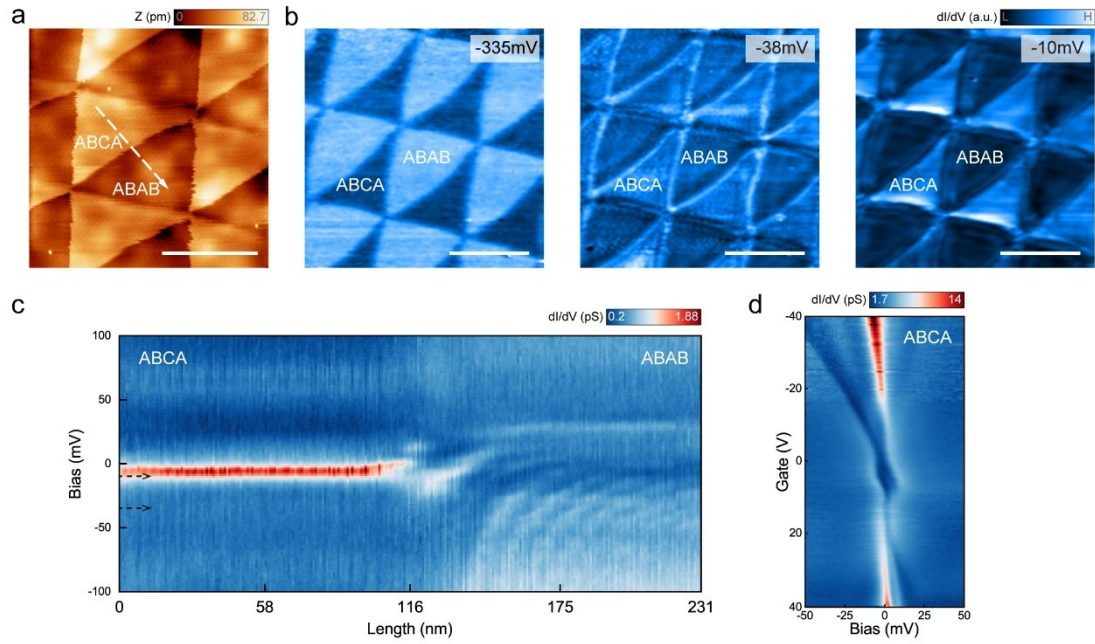 a
Z (pm)
0
82.7
ABCA
ABAB
b
dI/dV (a.u.)
L
H
-335mV
ABAB
ABCA
-38mV
ABAB
ABCA
-10mV
ABAB
ABCA
c
dI/dV (pS)
0.2
1.88
ABCA
ABAB
100
50
0
-50
-100
Bias (mV)
0
58
116
175
231
Length (nm)
d
dI/dV (pS)
1.7
14
ABCA
-40
-20
0
20
40
Gate (V)
-50
0
50
Bias (mV)